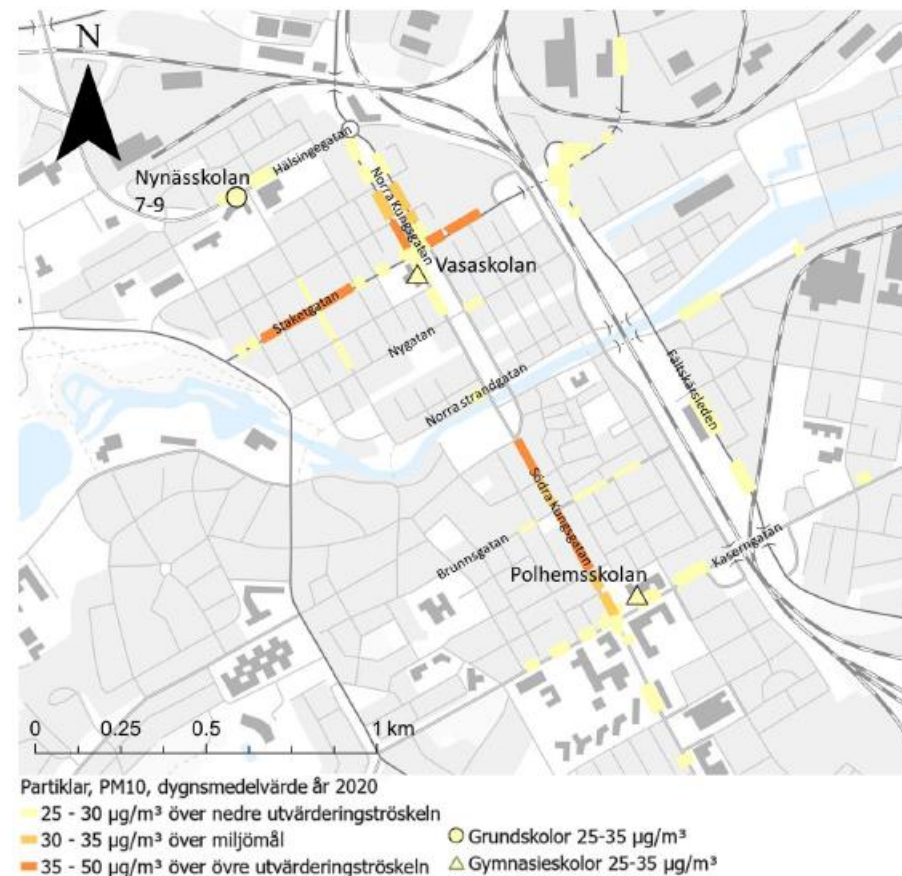 N
Hälsingegatan
Nynässkolan
7-9
Norra Kungsgatan
Vasaskolan
Staketgatan
Nygatan
Norra strandgatan
Fältskärsleden
Södra Kungsgatan
Brunnsgatan
Kaserngatan
Polhemsskolan
0 0.25 0.5 1 km
Partiklar, PM10, dygnsmedelvärde år 2020
25 - 30 µg/m³ över nedre utvärderingströskeln
30 - 35 µg/m³ över miljömål
35 - 50 µg/m³ över övre utvärderingströskeln
Grundskolor 25-35 µg/m³
Gymnasieskolor 25-35 µg/m³